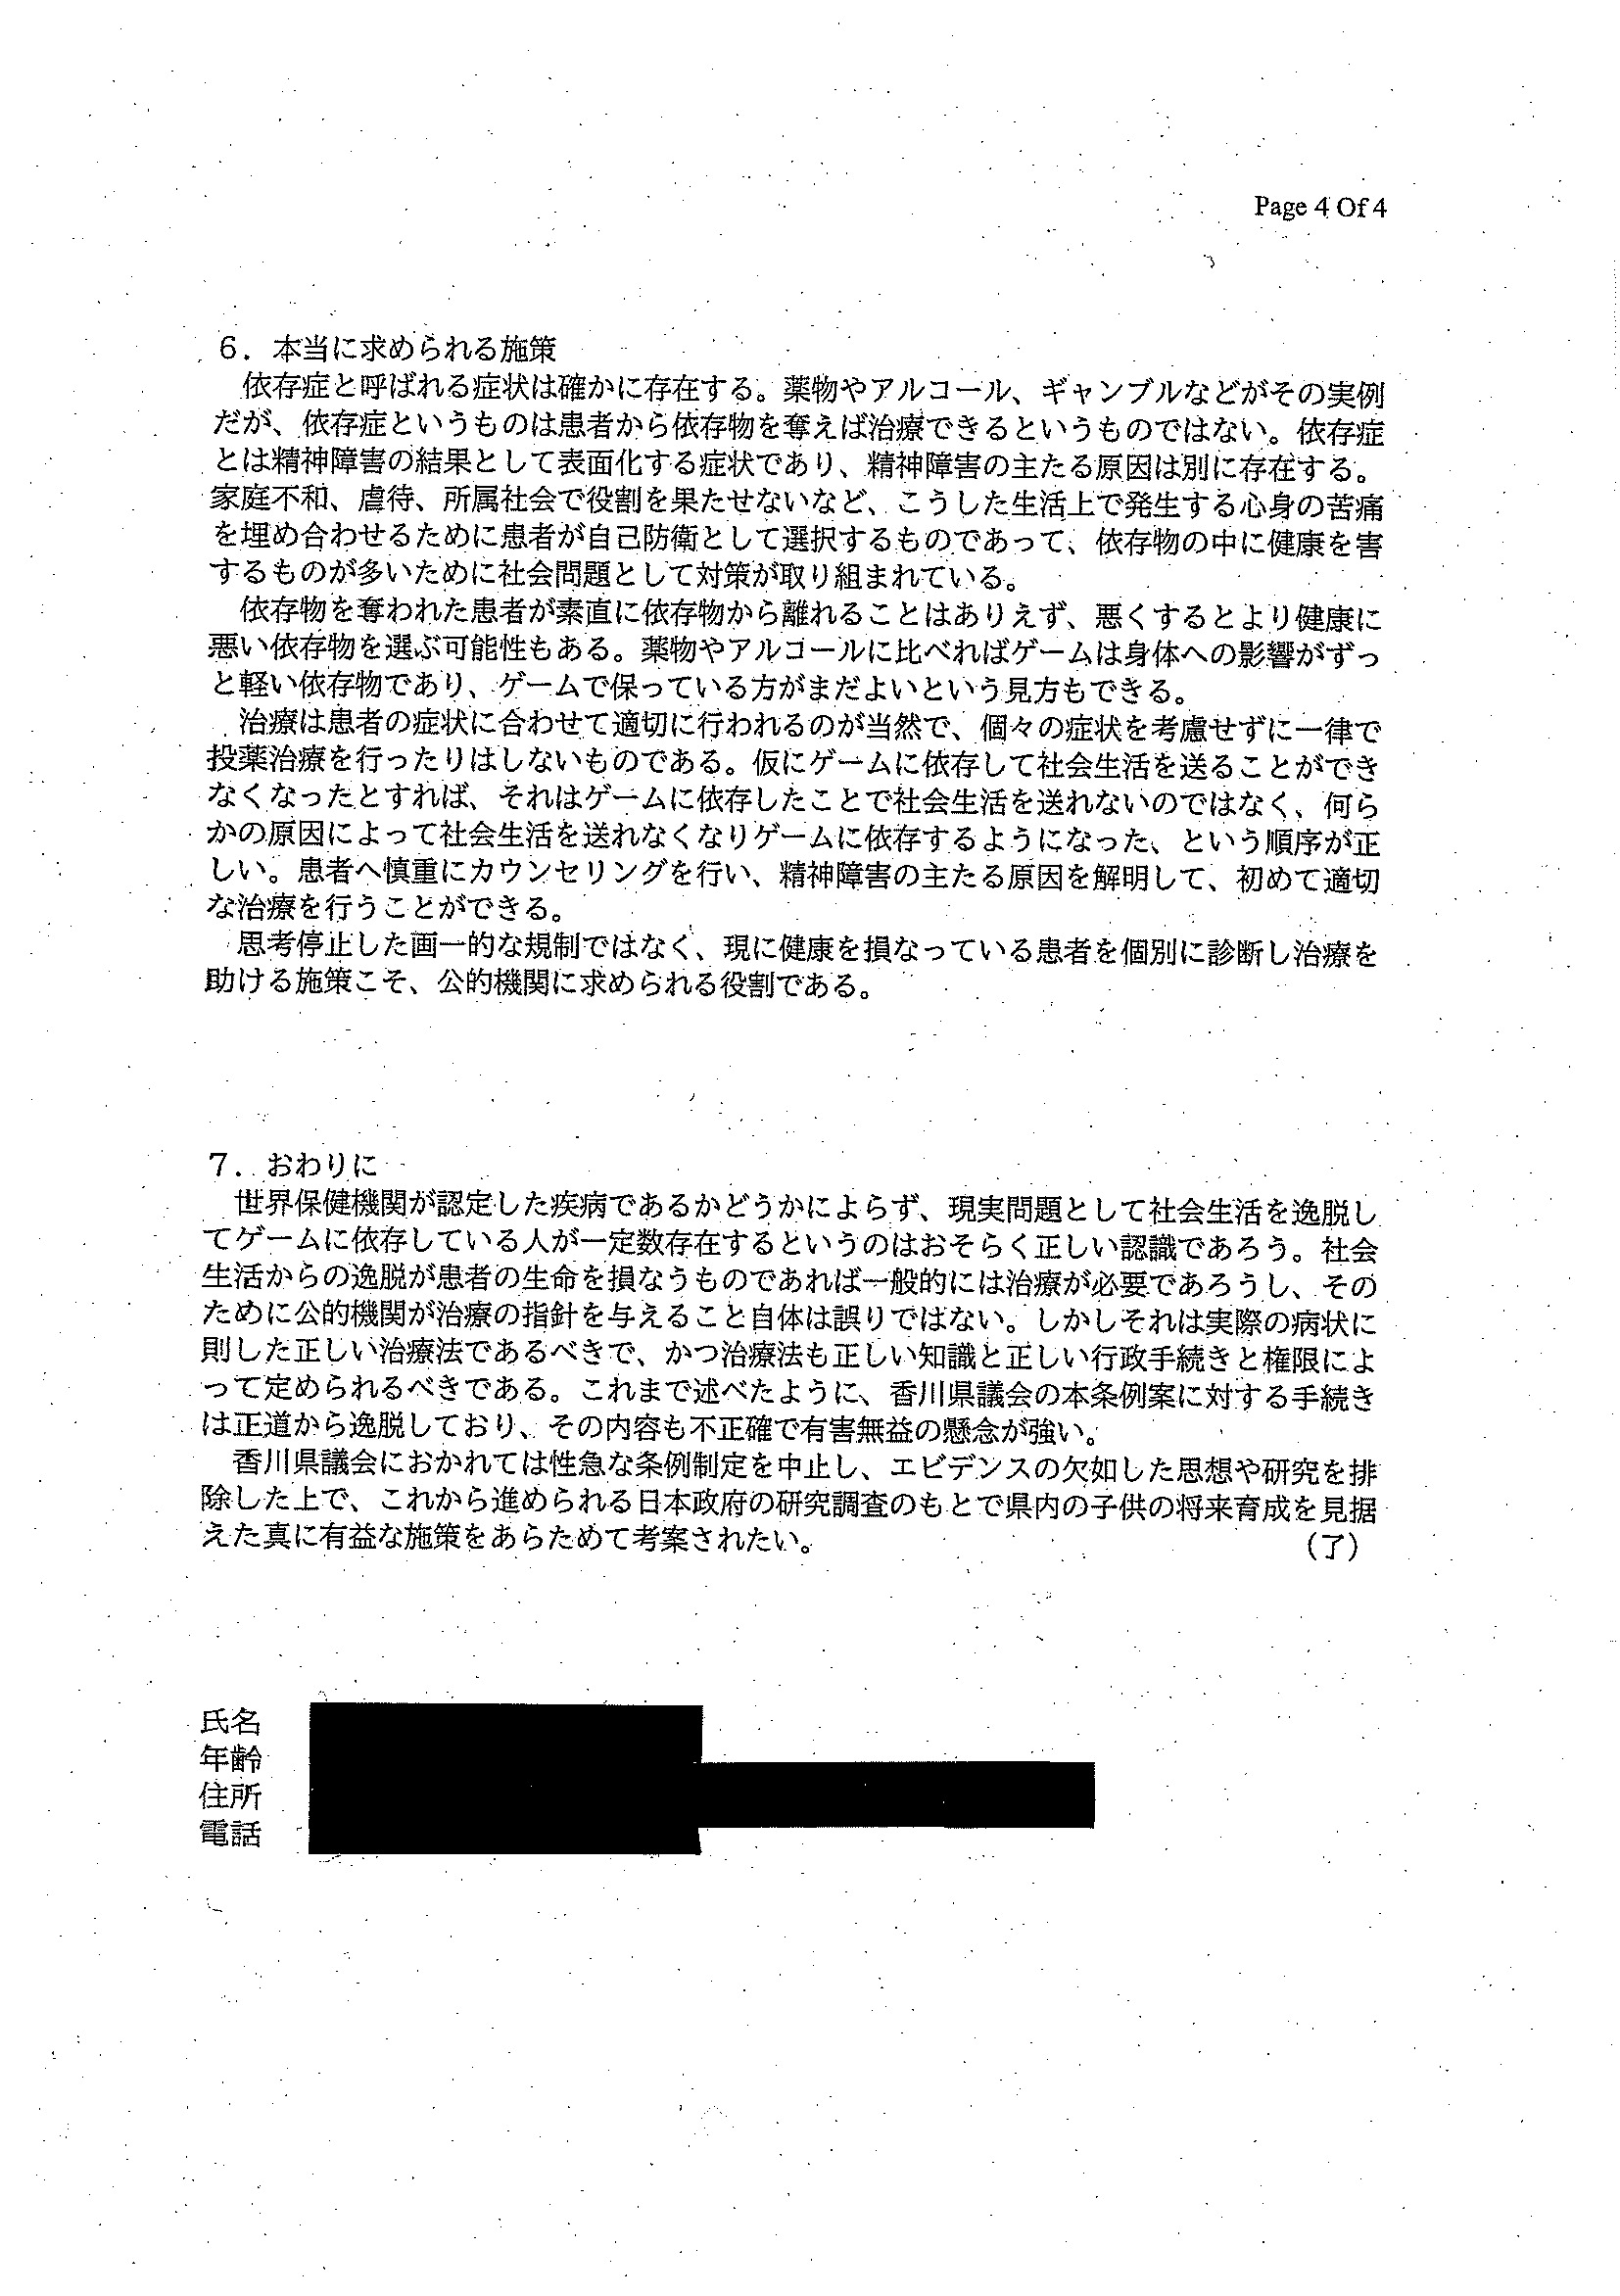 Page 4 Of 4
6．本当に求められる施策
依存症と呼ばれる症状は確かに存在する。薬物やアルコール、ギャンブルなどがその実例
だが、依存症というものは患者から依存物を奪えば治療できるというものではない。依存症
とは精神障害の結果として表面化する症状であり、精神障害の主たる原因は別に存在する。
家庭不和、虐待、所属社会で役割を果たせないなど、こうした生活上で発生する心身の苦痛
を埋め合わせるために患者が自己防衛として選択するものであって、依存物の中に健康を害
するものが多いために社会問題として対策が取り組まれている。
依存物を奪われた患者が素直に依存物から離れることはありえず、悪くするとより健康に
悪い依存物を選ぶ可能性もある。薬物やアルコールに比べればゲームは身体への影響がずっ
と軽い依存物であり、ゲームで保っている方がまだよいという見方もできる。
治療は患者の症状に合わせて適切に行われるのが当然で、個々の症状を考慮せずに一律で
投薬治療を行ったりはしないものである。仮にゲームに依存して社会生活を送ることができ
なくなったとすれば、それはゲームに依存したことで社会生活を送れないのではなく、何ら
かの原因によって社会生活を送れなくなりゲームに依存するようになった、という順序が正
しい。患者へ慎重にカウンセリングを行い、精神障害の主たる原因を解明して、初めて適切
な治療を行うことができる。
思考停止した画一的な規制ではなく、現に健康を損なっている患者を個別に診断し治療を
助ける施策こそ、公的機関に求められる役割である。
7．おわりに
世界保健機関が認定した疾病であるかどうかによらず、現実問題として社会生活を逸脱し
てゲームに依存している人が一定数存在するというのはおそらく正しい認識であろう。社会
生活からの逸脱が患者の生命を損なうものであれば一般的には治療が必要であろうし、その
ために公的機関が治療の指針を与えること自体は誤りではない。しかしそれは実際の病状に
則した正しい治療法であるべきで、かつ治療法も正しい知識と正しい行政手続きと権限によ
って定められるべきである。これまで述べたように、香川県議会の本条例案に対する手続き
は正道から逸脱しており、その内容も不正確で有害無益の懸念が強い。
香川県議会におかれては性急な条例制定を中止し、エビデンスの欠如した思想や研究を排
除した上で、これから進められる日本政府の研究調査のもとで県内の子供の将来育成を見据
えた真に有益な施策をあらためて考案されたい。 （了）
氏名
年齢
住所
電話